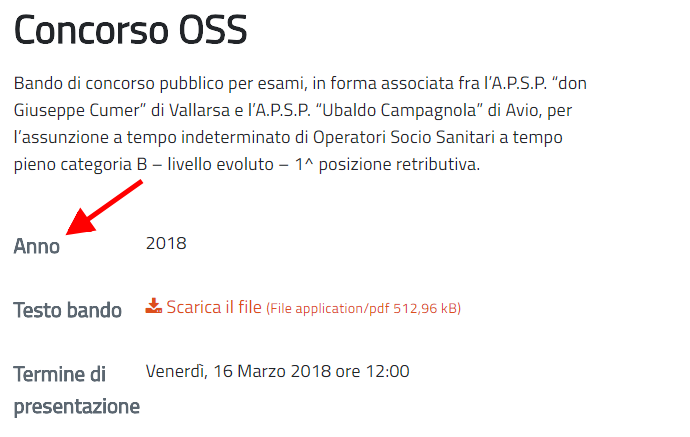 Concorso OSS
Bando di concorso pubblico per esami, in forma associata fra l'A.P.S.P. “don
Giuseppe Cumer” di Vallarsa e l'A.P.S.P. “Ubaldo Campagnola” di Avio, per
l'assunzione a tempo indeterminato di Operatori Socio Sanitari a tempo
pieno categoria B – livello evoluto – 1^ posizione retributiva.
Anno 2018
Testo bando Scarica il file (File application/pdf 512,96 kB)
Termine di Venerdì, 16 Marzo 2018 ore 12:00
presentazione